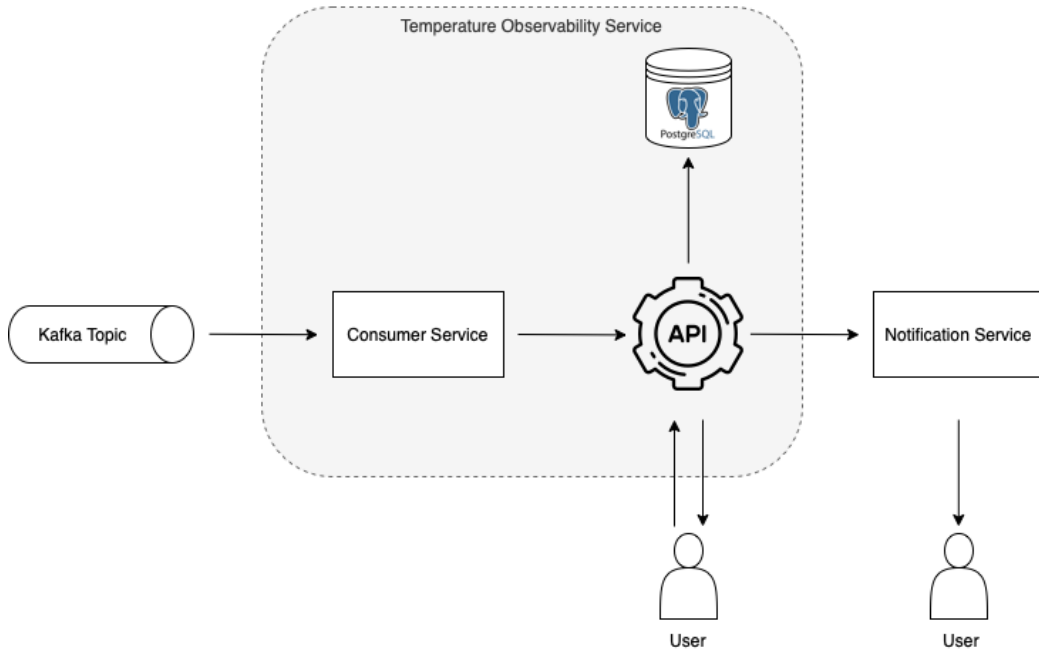 Temperature Observability Service
PostgreSQL
Kafka Topic
Consumer Service
API
Notification Service
User
User